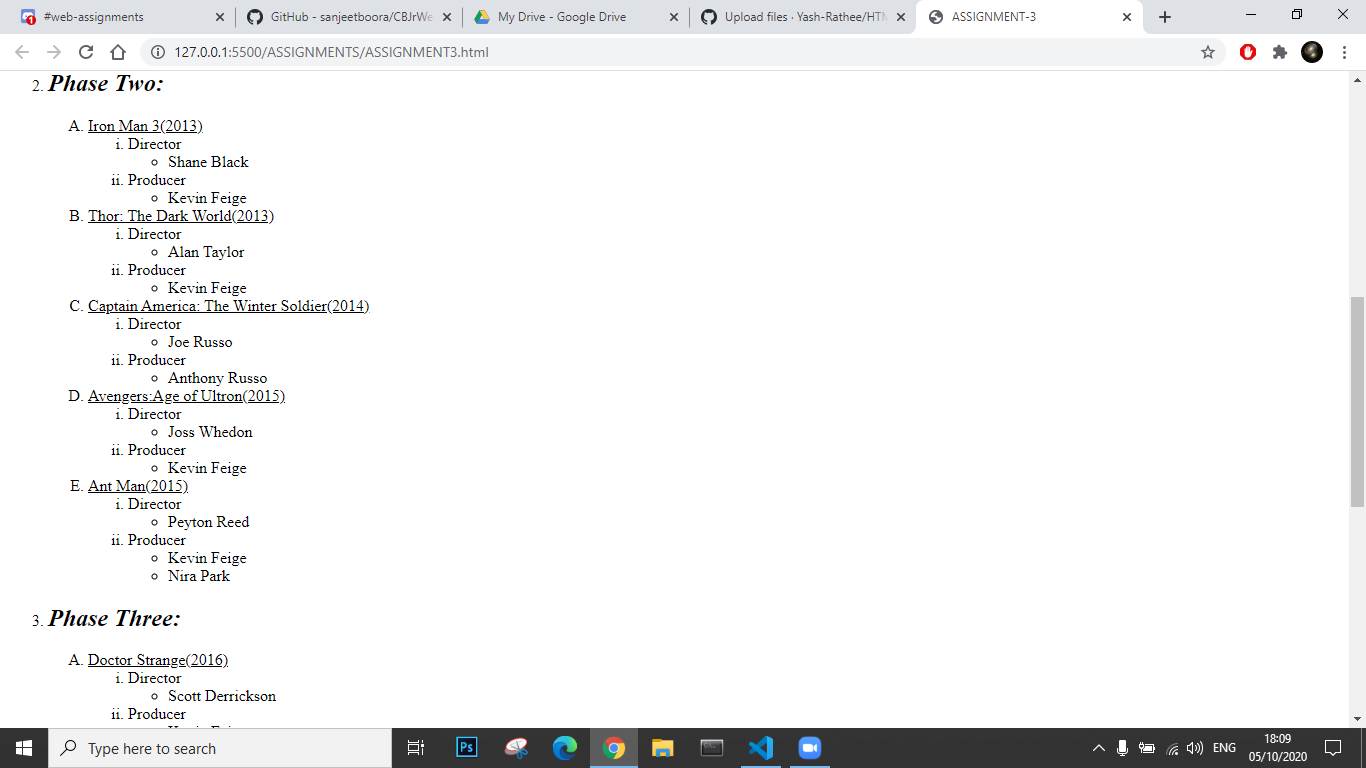 #web-assignments
GitHub - sanjeetboora/CBJrWe
My Drive - Google Drive
Upload files · Yash-Rathee/HTM
ASSIGNMENT-3
127.0.0.1:5500/ASSIGNMENTS/ASSIGNMENT3.html
2. Phase Two:
A. Iron Man 3(2013)
i. Director
Shane Black
ii. Producer
Kevin Feige
B. Thor: The Dark World(2013)
i. Director
Alan Taylor
ii. Producer
Kevin Feige
C. Captain America: The Winter Soldier(2014)
i. Director
Joe Russo
ii. Producer
Anthony Russo
D. Avengers:Age of Ultron(2015)
i. Director
Joss Whedon
ii. Producer
Kevin Feige
E. Ant Man(2015)
i. Director
Peyton Reed
ii. Producer
Kevin Feige
Nira Park
3. Phase Three:
A. Doctor Strange(2016)
i. Director
Scott Derrickson
ii. Producer
Type here to search
Ps
ENG
18:09
05/10/2020